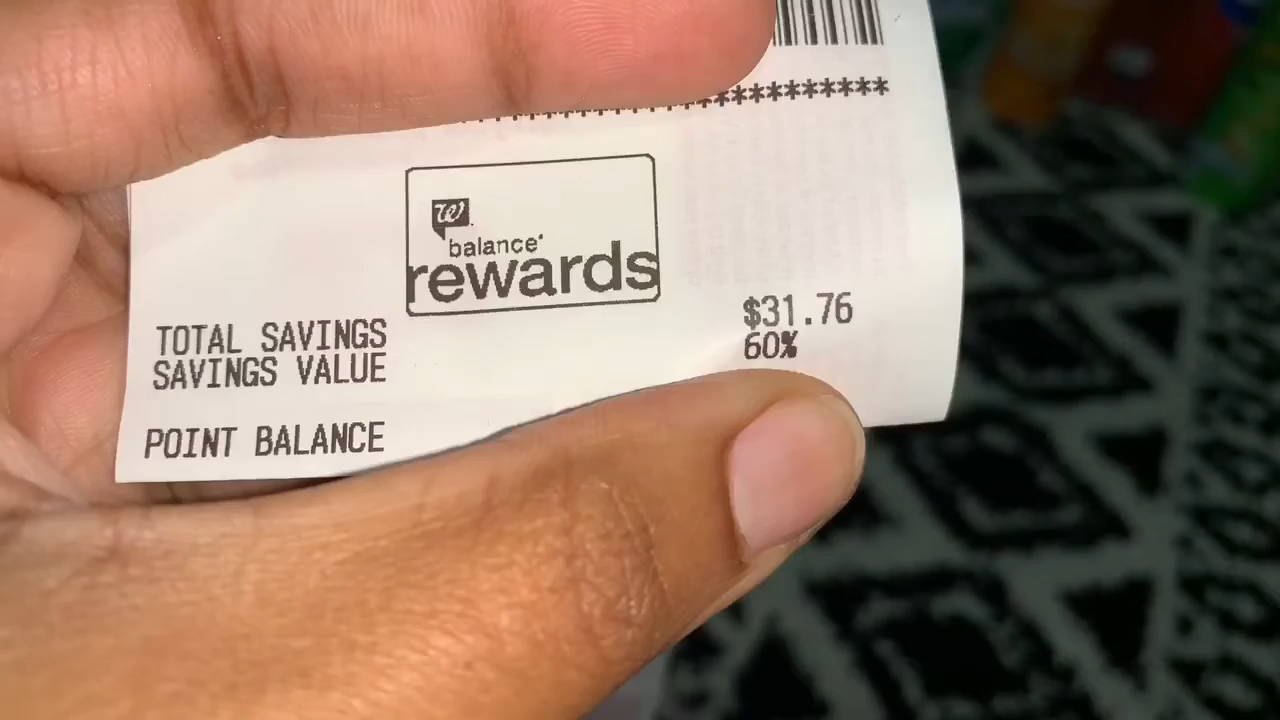 *************
w
balance®
rewards
TOTAL SAVINGS $31.76
SAVINGS VALUE 60%
POINT BALANCE